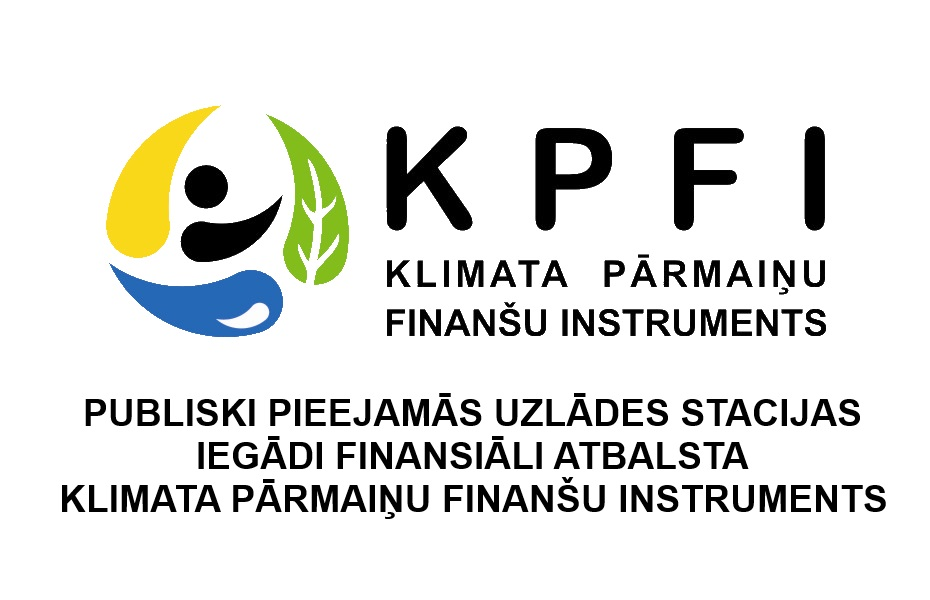 KPFI
KLIMATA PĀRMAIŅU
FINANŠU INSTRUMENTS
PUBLISKI PIEEJAMĀS UZLĀDES STACIJAS
IEGĀDI FINANSIĀLI ATBALSTA
KLIMATA PĀRMAIŅU FINANŠU INSTRUMENTS